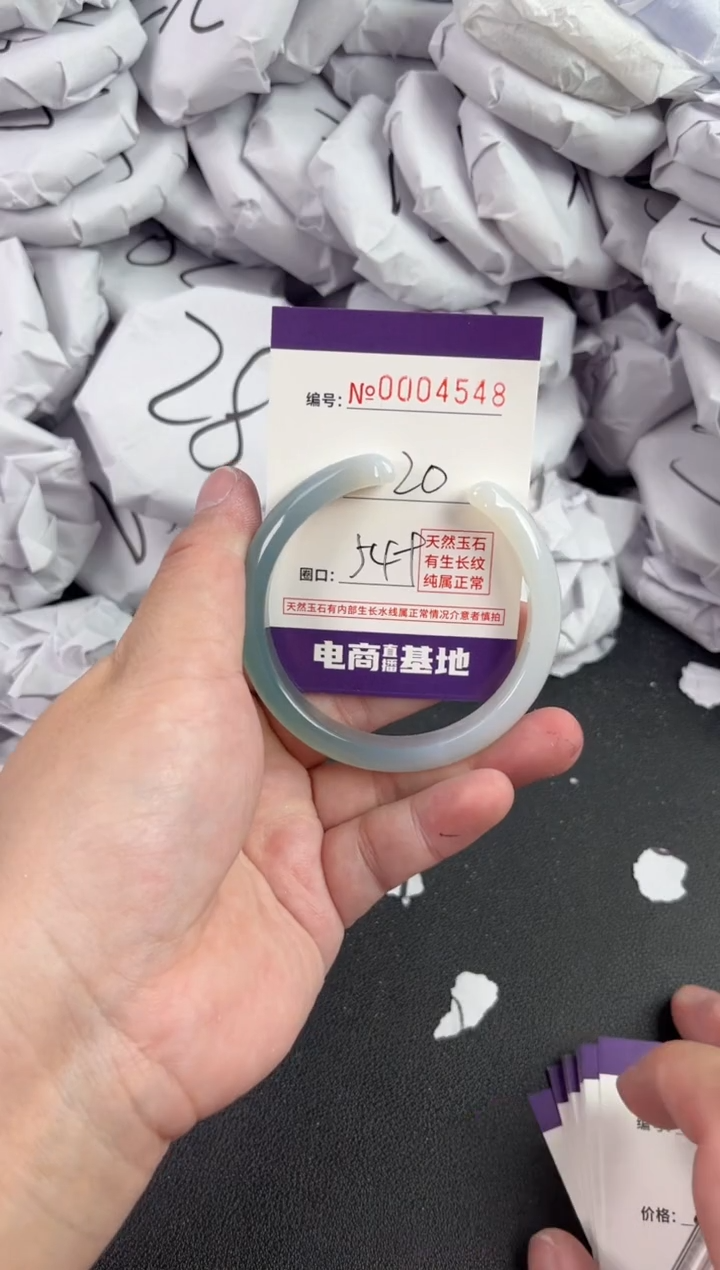 28
编号: №0004548
20
圈口:
天然玉石
有生长纹
纯属正常
天然玉石有内部生长水线属正常情况介意者慎拍
电商直播基地
价格: